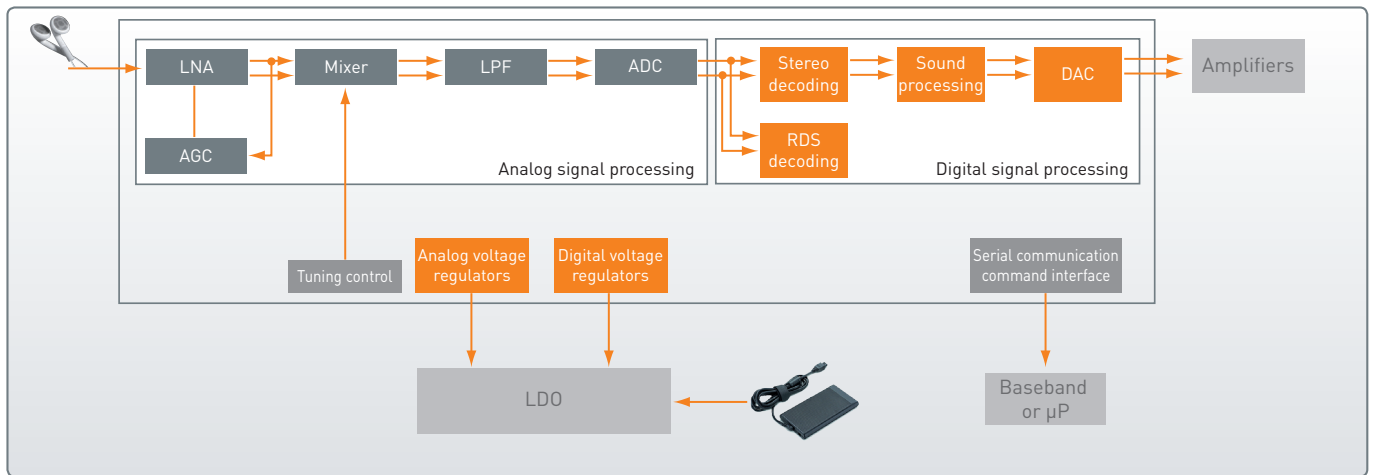 LNA
Mixer
LPF
ADC
Stereo
decoding
Sound
processing
DAC
Amplifiers
AGC
RDS
decoding
Analog signal processing
Digital signal processing
Tuning control
Analog voltage
regulators
Digital voltage
regulators
Serial communication
command interface
LDO
Baseband
or µP